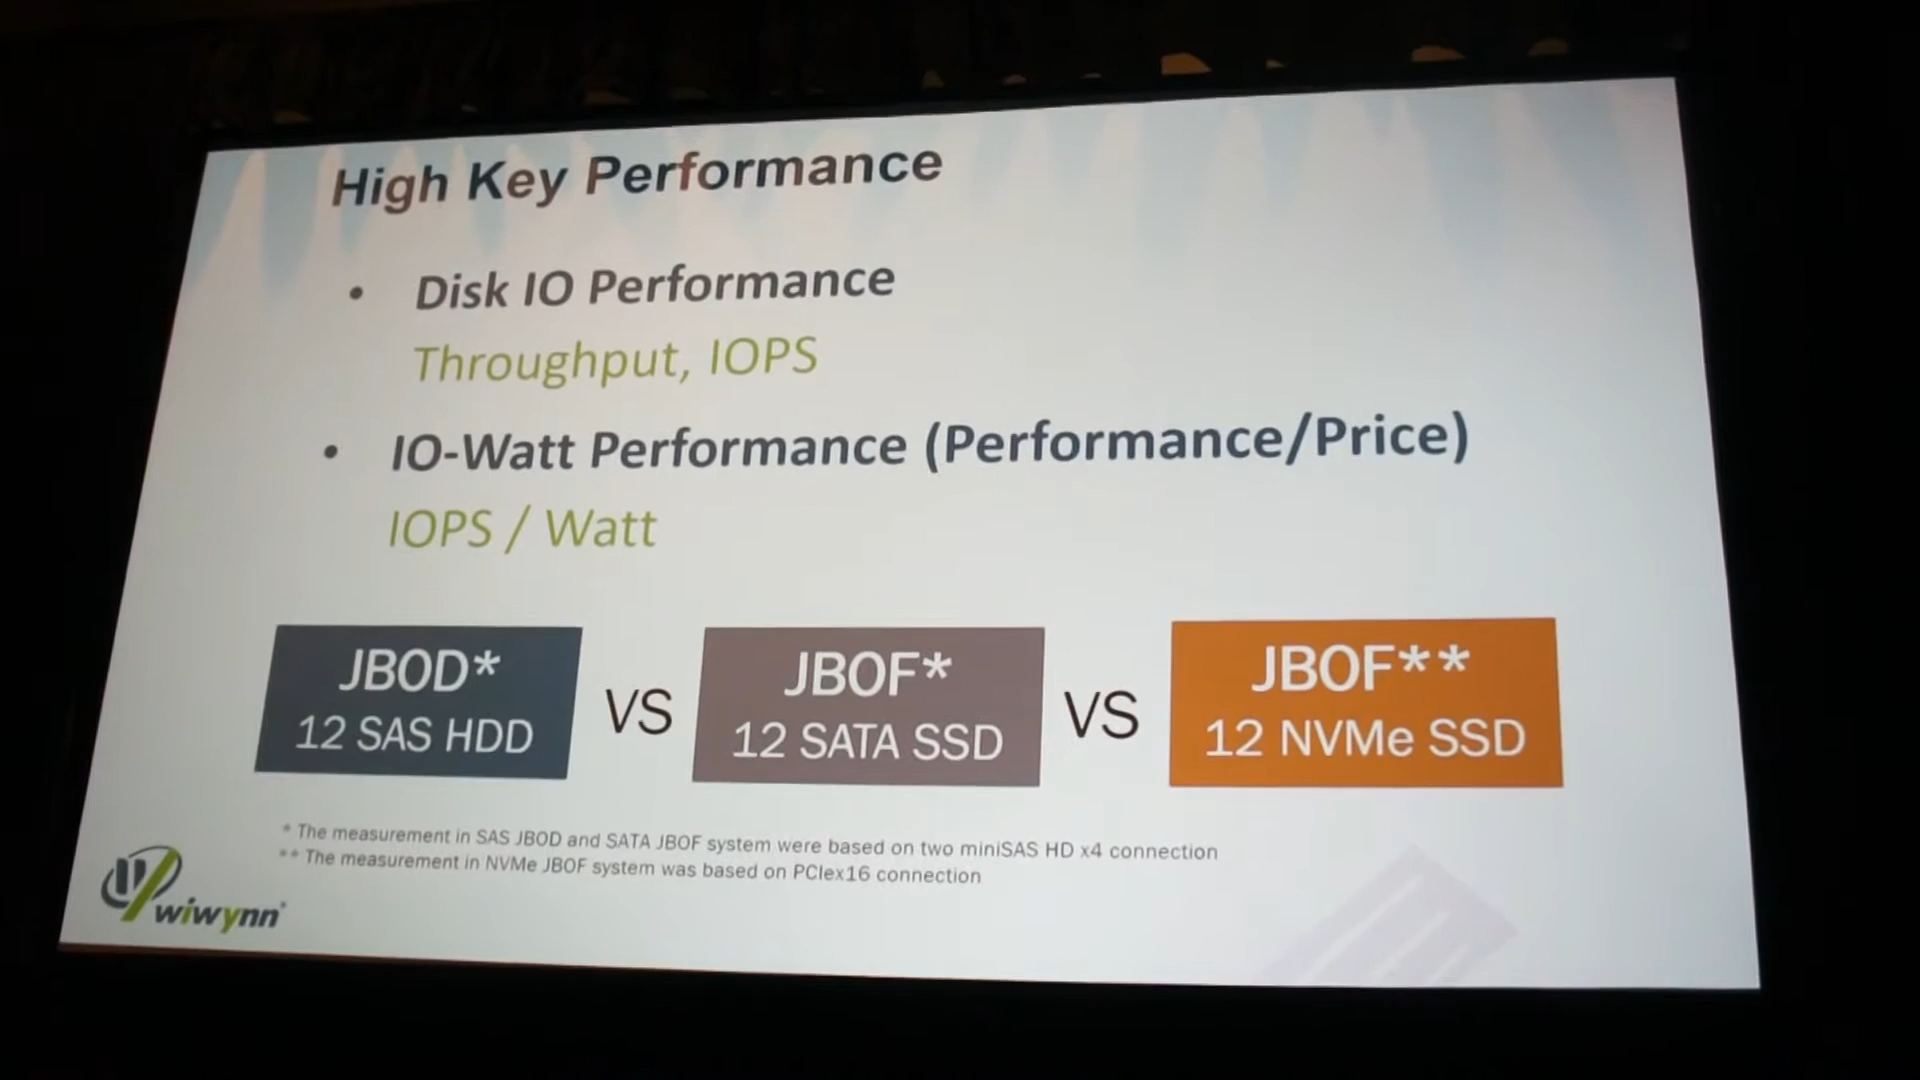 High Key Performance
• Disk IO Performance
Throughput, IOPS
• IO-Watt Performance (Performance/Price)
IOPS / Watt
JBOD*
12 SAS HDD
VS
JBOF*
12 SATA SSD
VS
JBOF**
12 NVMe SSD
* The measurement in SAS JBOD and SATA JBOF system were based on two miniSAS HD x4 connection
** The measurement in NVMe JBOF system was based on PCIex16 connection
wiwynn